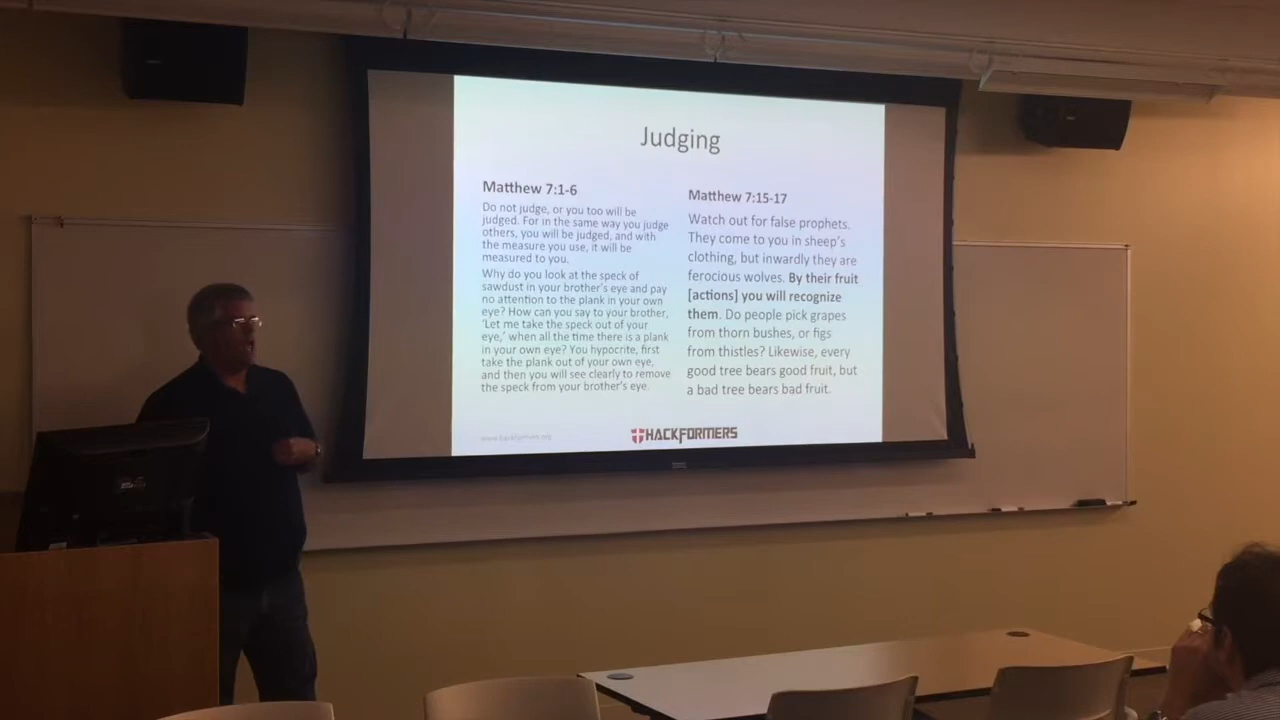 Judging
Matthew 7:1-6
Do not judge, or you too will be
judged. For in the same way you judge
others, you will be judged, and with
the measure you use, it will be
measured to you.
Why do you look at the speck of
sawdust in your brother's eye and pay
no attention to the plank in your own
eye? How can you say to your brother,
'Let me take the speck out of your
eye,' when all the time there is a plank
in your own eye? You hypocrite, first
take the plank out of your own eye,
and then you will see clearly to remove
the speck from your brother's eye.
Matthew 7:15-17
Watch out for false prophets.
They come to you in sheep's
clothing, but inwardly they are
ferocious wolves. By their fruit
[actions] you will recognize
them. Do people pick grapes
from thorn bushes, or figs
from thistles? Likewise, every
good tree bears good fruit, but
a bad tree bears bad fruit.
www.hackformers.org
HACKFORMERS